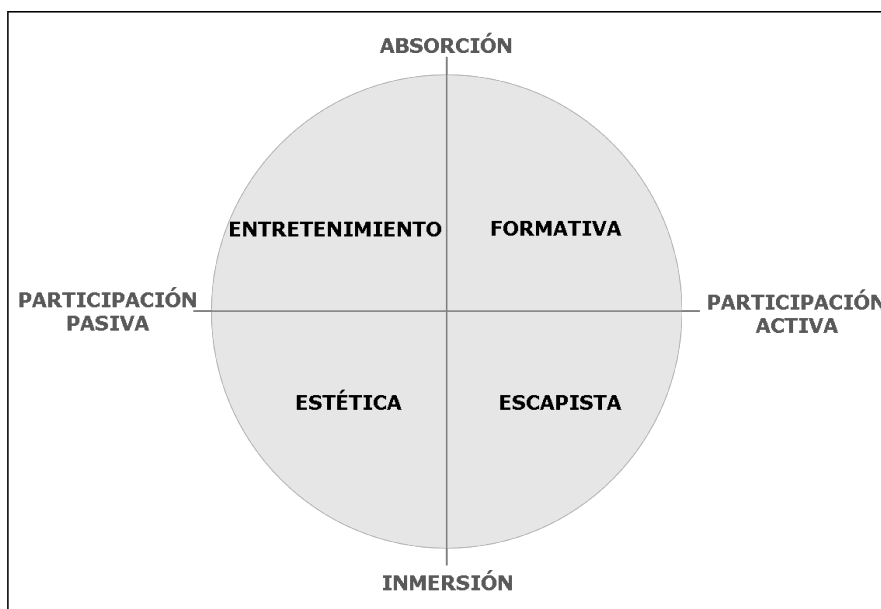 ABSORCIÓN
ENTRETENIMIENTO
FORMATIVA
PARTICIPACIÓN
PASIVA
PARTICIPACIÓN
ACTIVA
ESTÉTICA
ESCAPISTA
INMERSIÓN